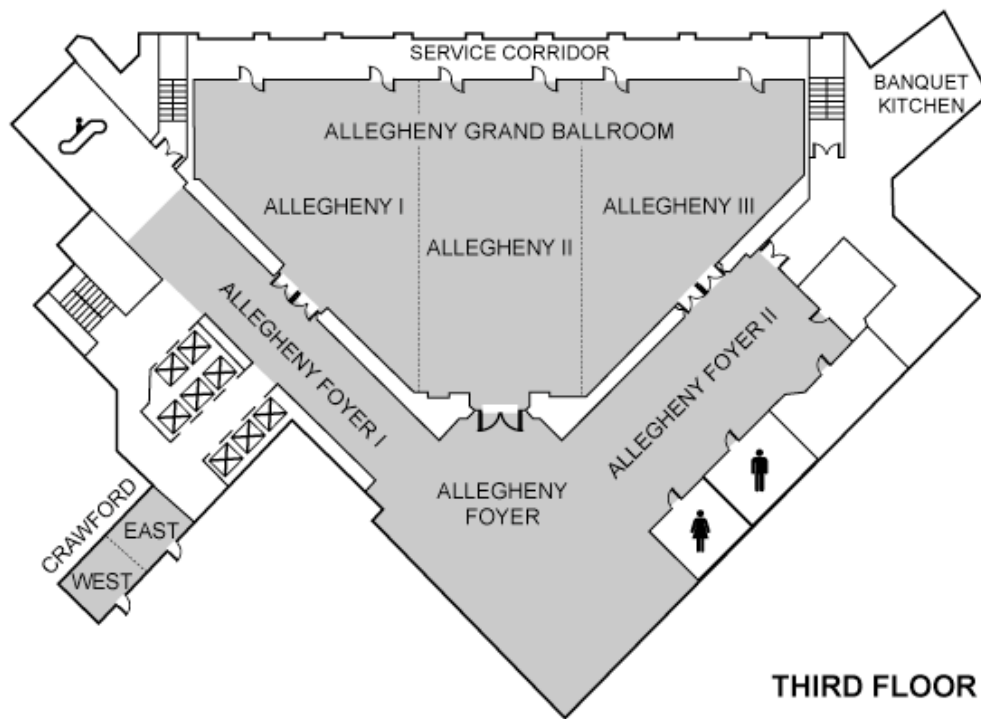 SERVICE CORRIDOR
BANQUET
KITCHEN
ALLEGHENY GRAND BALLROOM
ALLEGHENY I
ALLEGHENY III
ALLEGHENY II
ALLEGHENY FOYER I
ALLEGHENY FOYER II
ALLEGHENY
FOYER
CRAWFORD
EAST
WEST
THIRD FLOOR